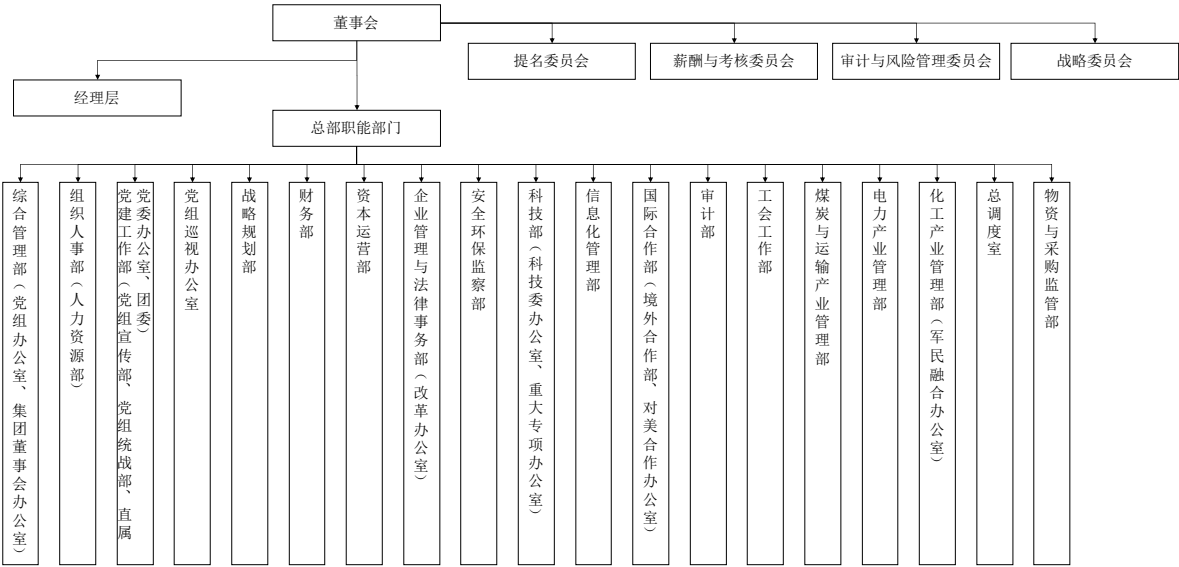 董事会
提名委员会
薪酬与考核委员会
审计与风险管理委员会
战略委员会
经理层
总部职能部门
综合管理部（党组办公室、集团董事会办公室）
组织人事部（人力资源部）
党建工作部（党组宣传部、党组统战部、直属
党委办公室、团委）
党组巡视办公室
战略规划部
财务部
资本运营部
企业管理与法律事务部（改革办公室）
安全环保监察部
科技部（科技委办公室、重大专项办公室）
信息化管理部
国际合作部（境外合作部、对美合作办公室）
审计部
工会工作部
煤炭与运输产业管理部
电力产业管理部
化工产业管理部（军民融合办公室）
总调度室
物资与采购监管部